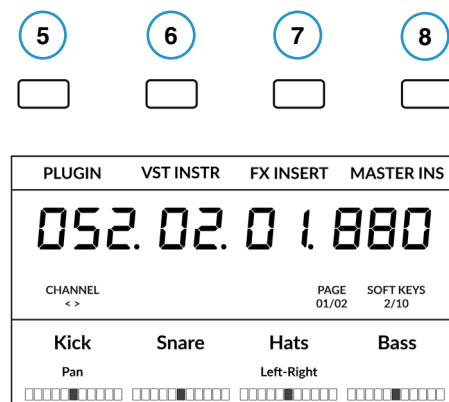 5 6 7 8
PLUGIN VST INSTR FX INSERT MASTER INS
052. 02. 01. 880
CHANNEL PAGE SOFT KEYS
< > 01/02 2/10
Kick Snare Hats Bass
Pan Left-Right